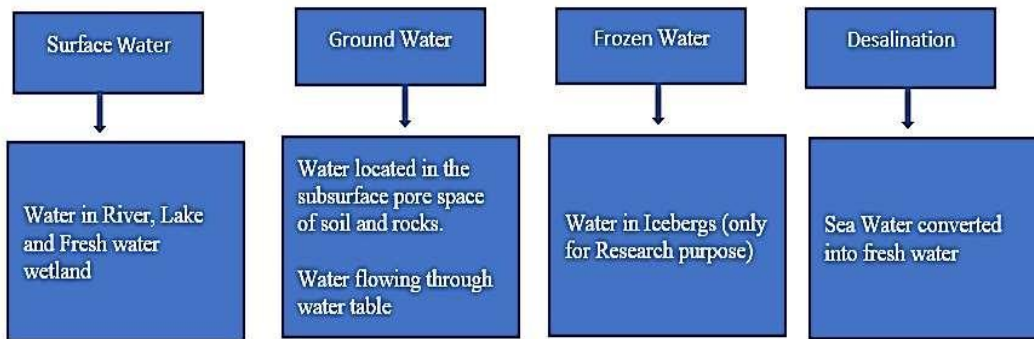 Surface Water
Ground Water
Frozen Water
Desalination
Water in River, Lake
and Fresh water
wetland
Water located in the
subsurface pore space
of soil and rocks.
Water flowing through
water table
Water in Icebergs (only
for Research purpose)
Sea Water converted
into fresh water